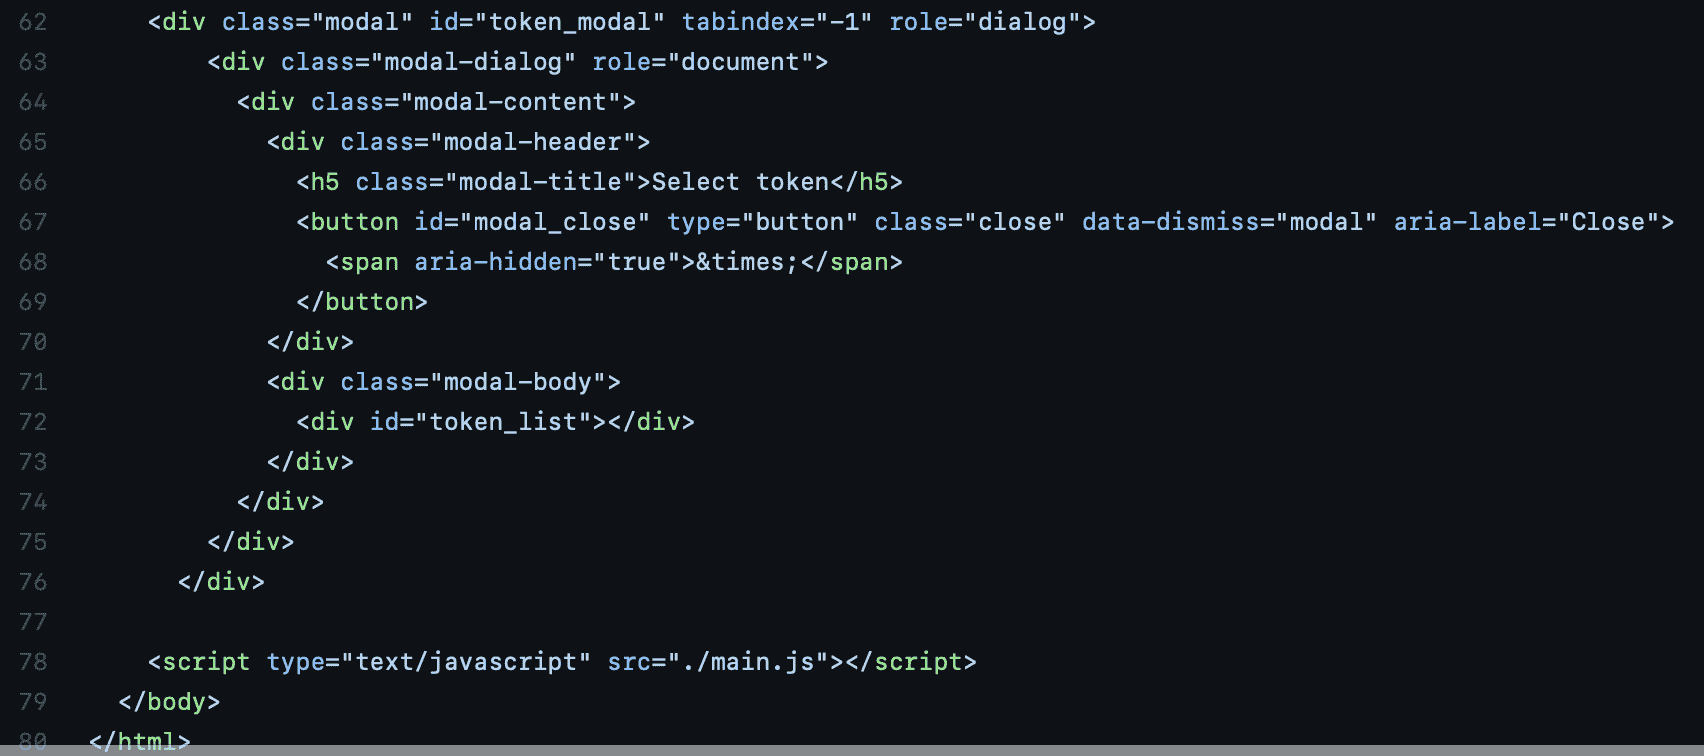 62 <div class="modal" id="token_modal" tabindex="-1" role="dialog">
63 <div class="modal-dialog" role="document">
64 <div class="modal-content">
65 <div class="modal-header">
66 <h5 class="modal-title">Select token</h5>
67 <button id="modal_close" type="button" class="close" data-dismiss="modal" aria-label="Close">
68 <span aria-hidden="true">&times;</span>
69 </button>
70 </div>
71 <div class="modal-body">
72 <div id="token_list"></div>
73 </div>
74 </div>
75 </div>
76 </div>
77
78 <script type="text/javascript" src="./main.js"></script>
79 </body>
80 </html>